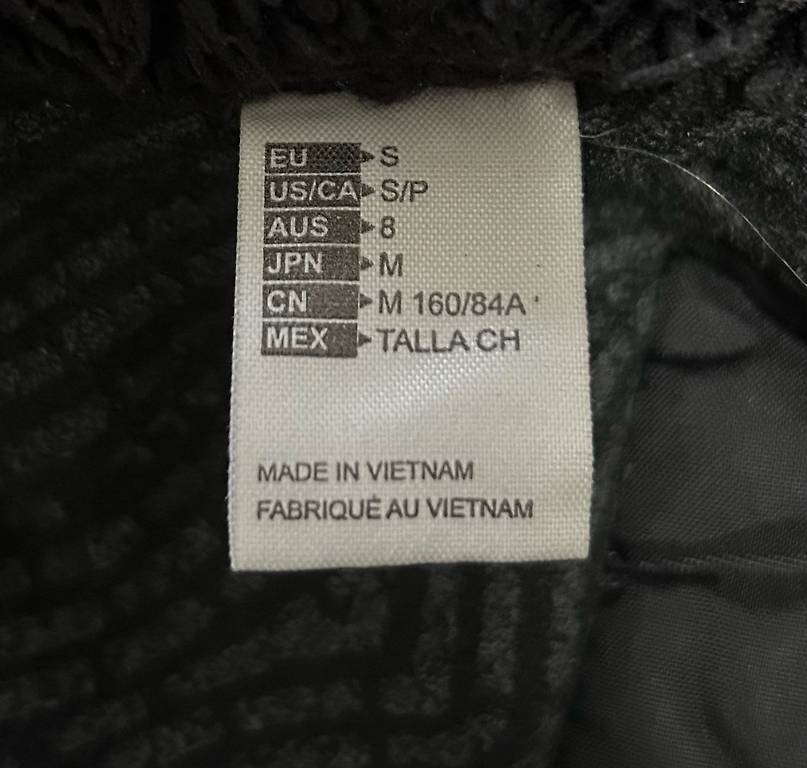 EU S
US/CA S/P
AUS 8
JPN M
CN M 160/84A
MEX TALLA CH
MADE IN VIETNAM
FABRIQUÉ AU VIETNAM